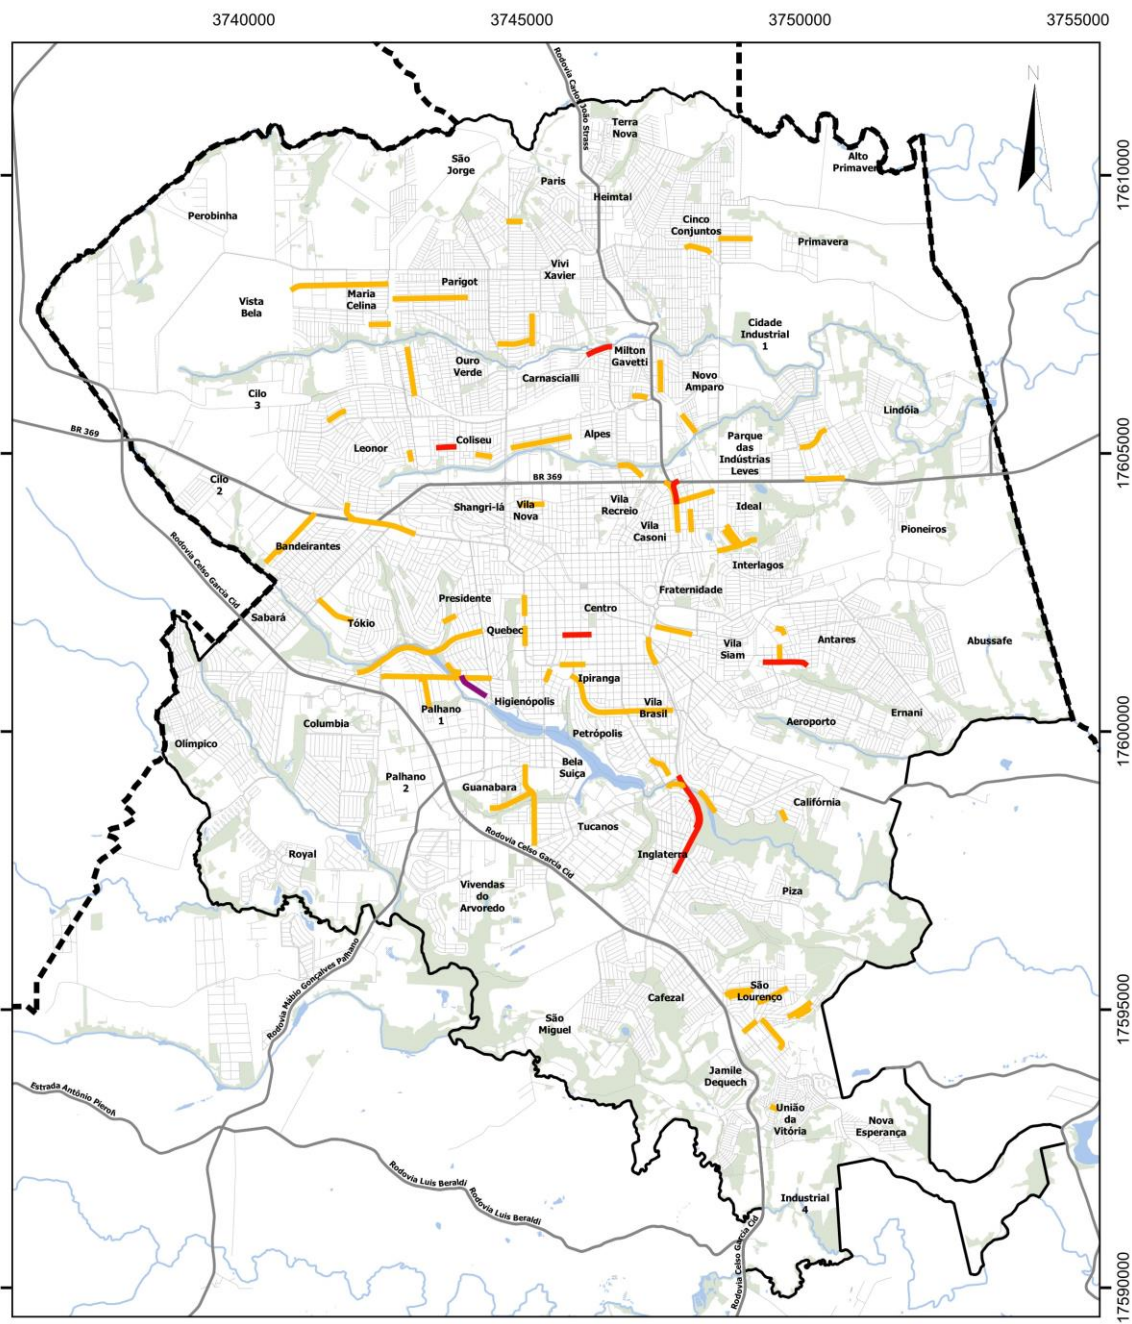 3740000
3745000
3750000
3755000
N
Rodovia Carlos João Strass
Terra
Nova
São
Jorge
Alto
Primavera
Paris
Heimtal
Perobinha
Cinco
Conjuntos
Primavera
17610000
Vivi
Xavier
Parigot
Maria
Celina
Vista
Bela
Cidade
Industrial
1
Milton
Gavetti
Ouro
Verde
Carnascialli
Novo
Amparo
Cilo
3
Lindóia
BR 369
Leonor
Coliseu
Alpes
Parque
das
Indústrias
Leves
17605000
Cilo
2
BR 369
Shangri-lá
Vila
Nova
Vila
Recreio
Vila
Casoni
Ideal
Pioneiros
Bandeirantes
Interlagos
Rodovia Celso Garcia Cid
Fraternidade
Presidente
Centro
Sabará
Tókio
Quebec
Vila
Siam
Antares
Abussafe
Ipiranga
Higienópolis
Palhano
1
Vila
Brasil
Ernani
Columbia
Aeroporto
Olímpico
Petrópolis
17600000
Bela
Suiça
Palhano
2
Guanabara
Califórnia
Tucanos
Rodovia Celso Garcia Cid
Royal
Inglaterra
Vivendas
do
Arvoredo
Piza
Rodovia Mábio Gonçalves Palhano
São
Lourenço
Cafezal
17595000
São
Miguel
Jamile
Dequech
Estrada Antônio Pieroli
União
da
Vitória
Nova
Esperança
Rodovia Luis Beraldi
Rodovia Luis Beraldi
Industrial
4
Rodovia Celso Garcia Cid
17590000